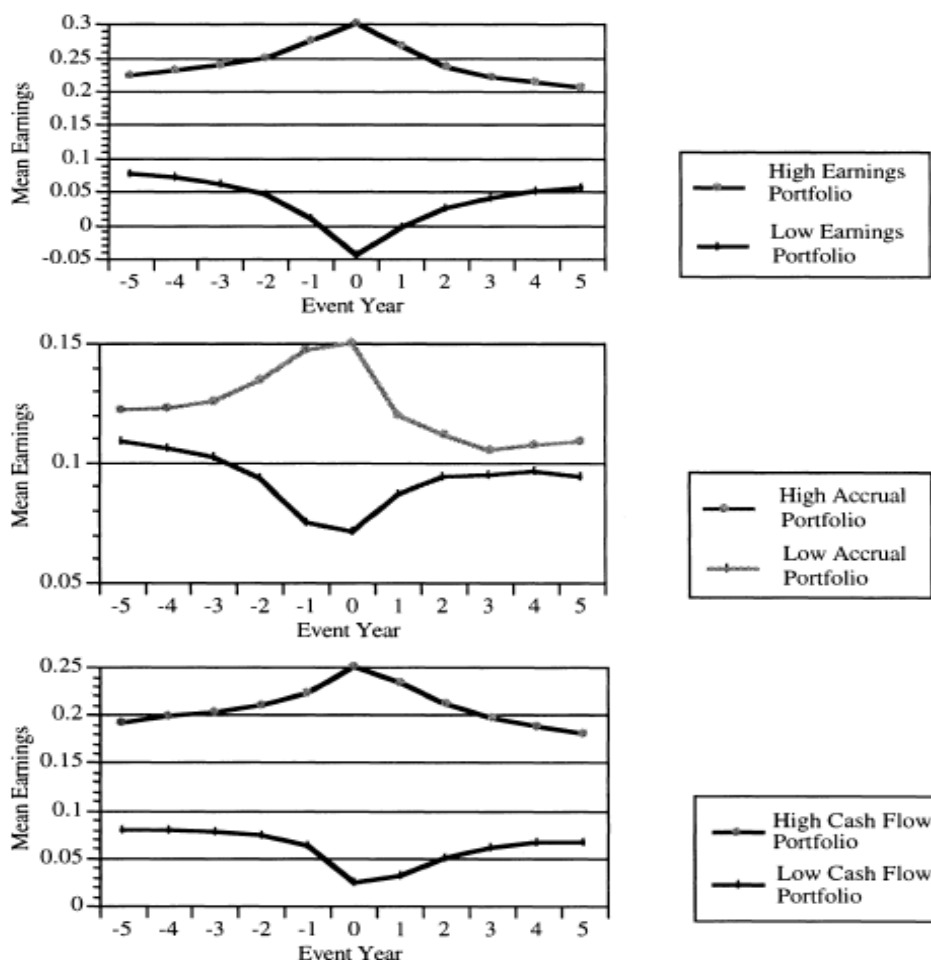 Mean Earnings
0.3
0.25
0.2
0.15
0.1
0.05
0
-0.05
-5 -4 -3 -2 -1 0 1 2 3 4 5
Event Year
High Earnings
Portfolio
Low Earnings
Portfolio
Mean Earnings
0.15
0.1
0.05
-5 -4 -3 -2 -1 0 1 2 3 4 5
Event Year
High Accrual
Portfolio
Low Accrual
Portfolio
Mean Earnings
0.25
0.2
0.15
0.1
0.05
0
-5 -4 -3 -2 -1 0 1 2 3 4 5
Event Year
High Cash Flow
Portfolio
Low Cash Flow
Portfolio